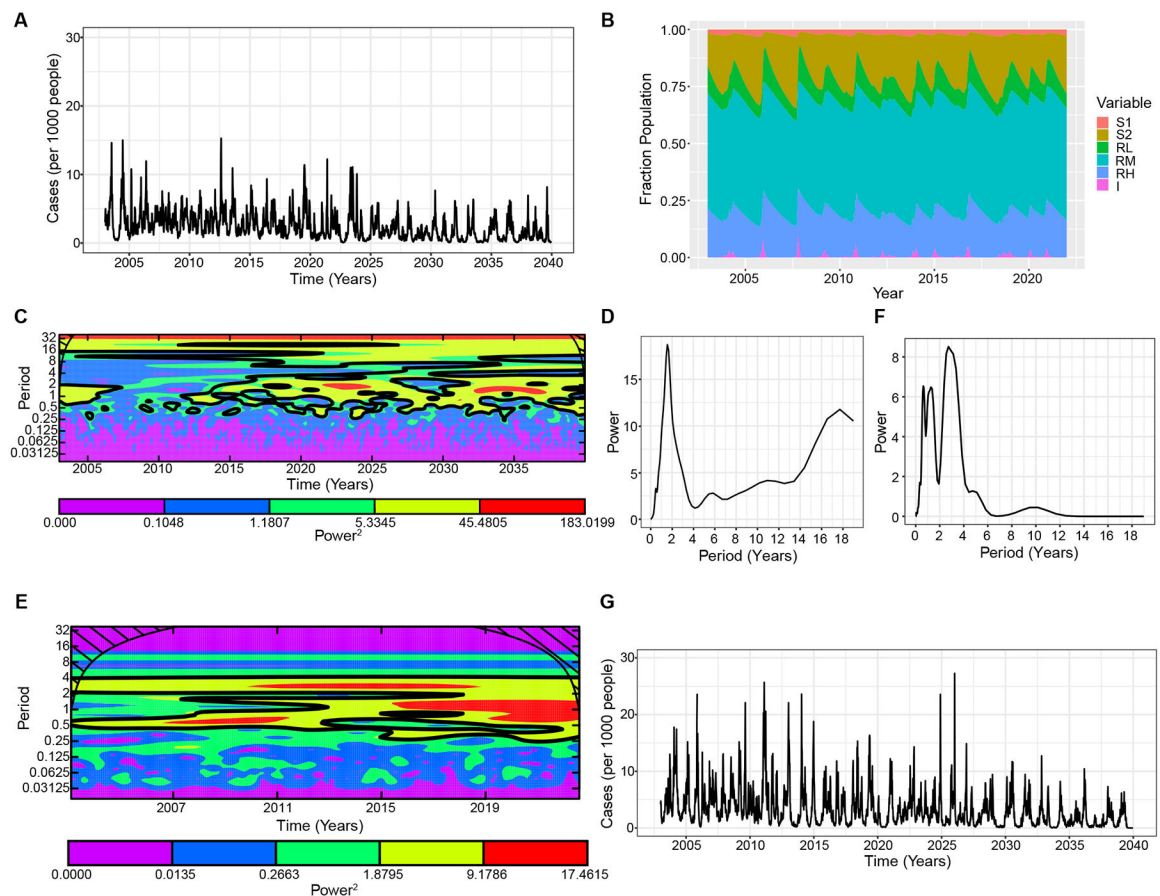 A
30
20
10
0
Cases (per 1000 people)
2005 2010 2015 2020 2025 2030 2035 2040
Time (Years)
B
1.00
0.75
0.50
0.25
0.00
Fraction Population
2005 2010 2015 2020
Year
Variable
S1
S2
RL
RM
RH
I
C
32
16
8
4
2
1
0.5
0.25
0.125
0.0625
0.03125
Period
2005 2010 2015 2020 2025 2030 2035
Time (Years)
0.000 0.1048 1.1807 5.3345 45.4805 183.0199
Power²
D
15
10
5
0
Power
0 2 4 6 8 10 12 14 16 18
Period (Years)
F
8
6
4
2
0
Power
0 2 4 6 8 10 12 14 16 18
Period (Years)
E
32
16
8
4
2
1
0.5
0.25
0.125
0.0625
0.03125
Period
2007 2011 2015 2019
Time (Years)
0.0000 0.0135 0.2663 1.8795 9.1786 17.4615
Power²
G
30
20
10
0
Cases (per 1000 people)
2005 2010 2015 2020 2025 2030 2035 2040
Time (Years)